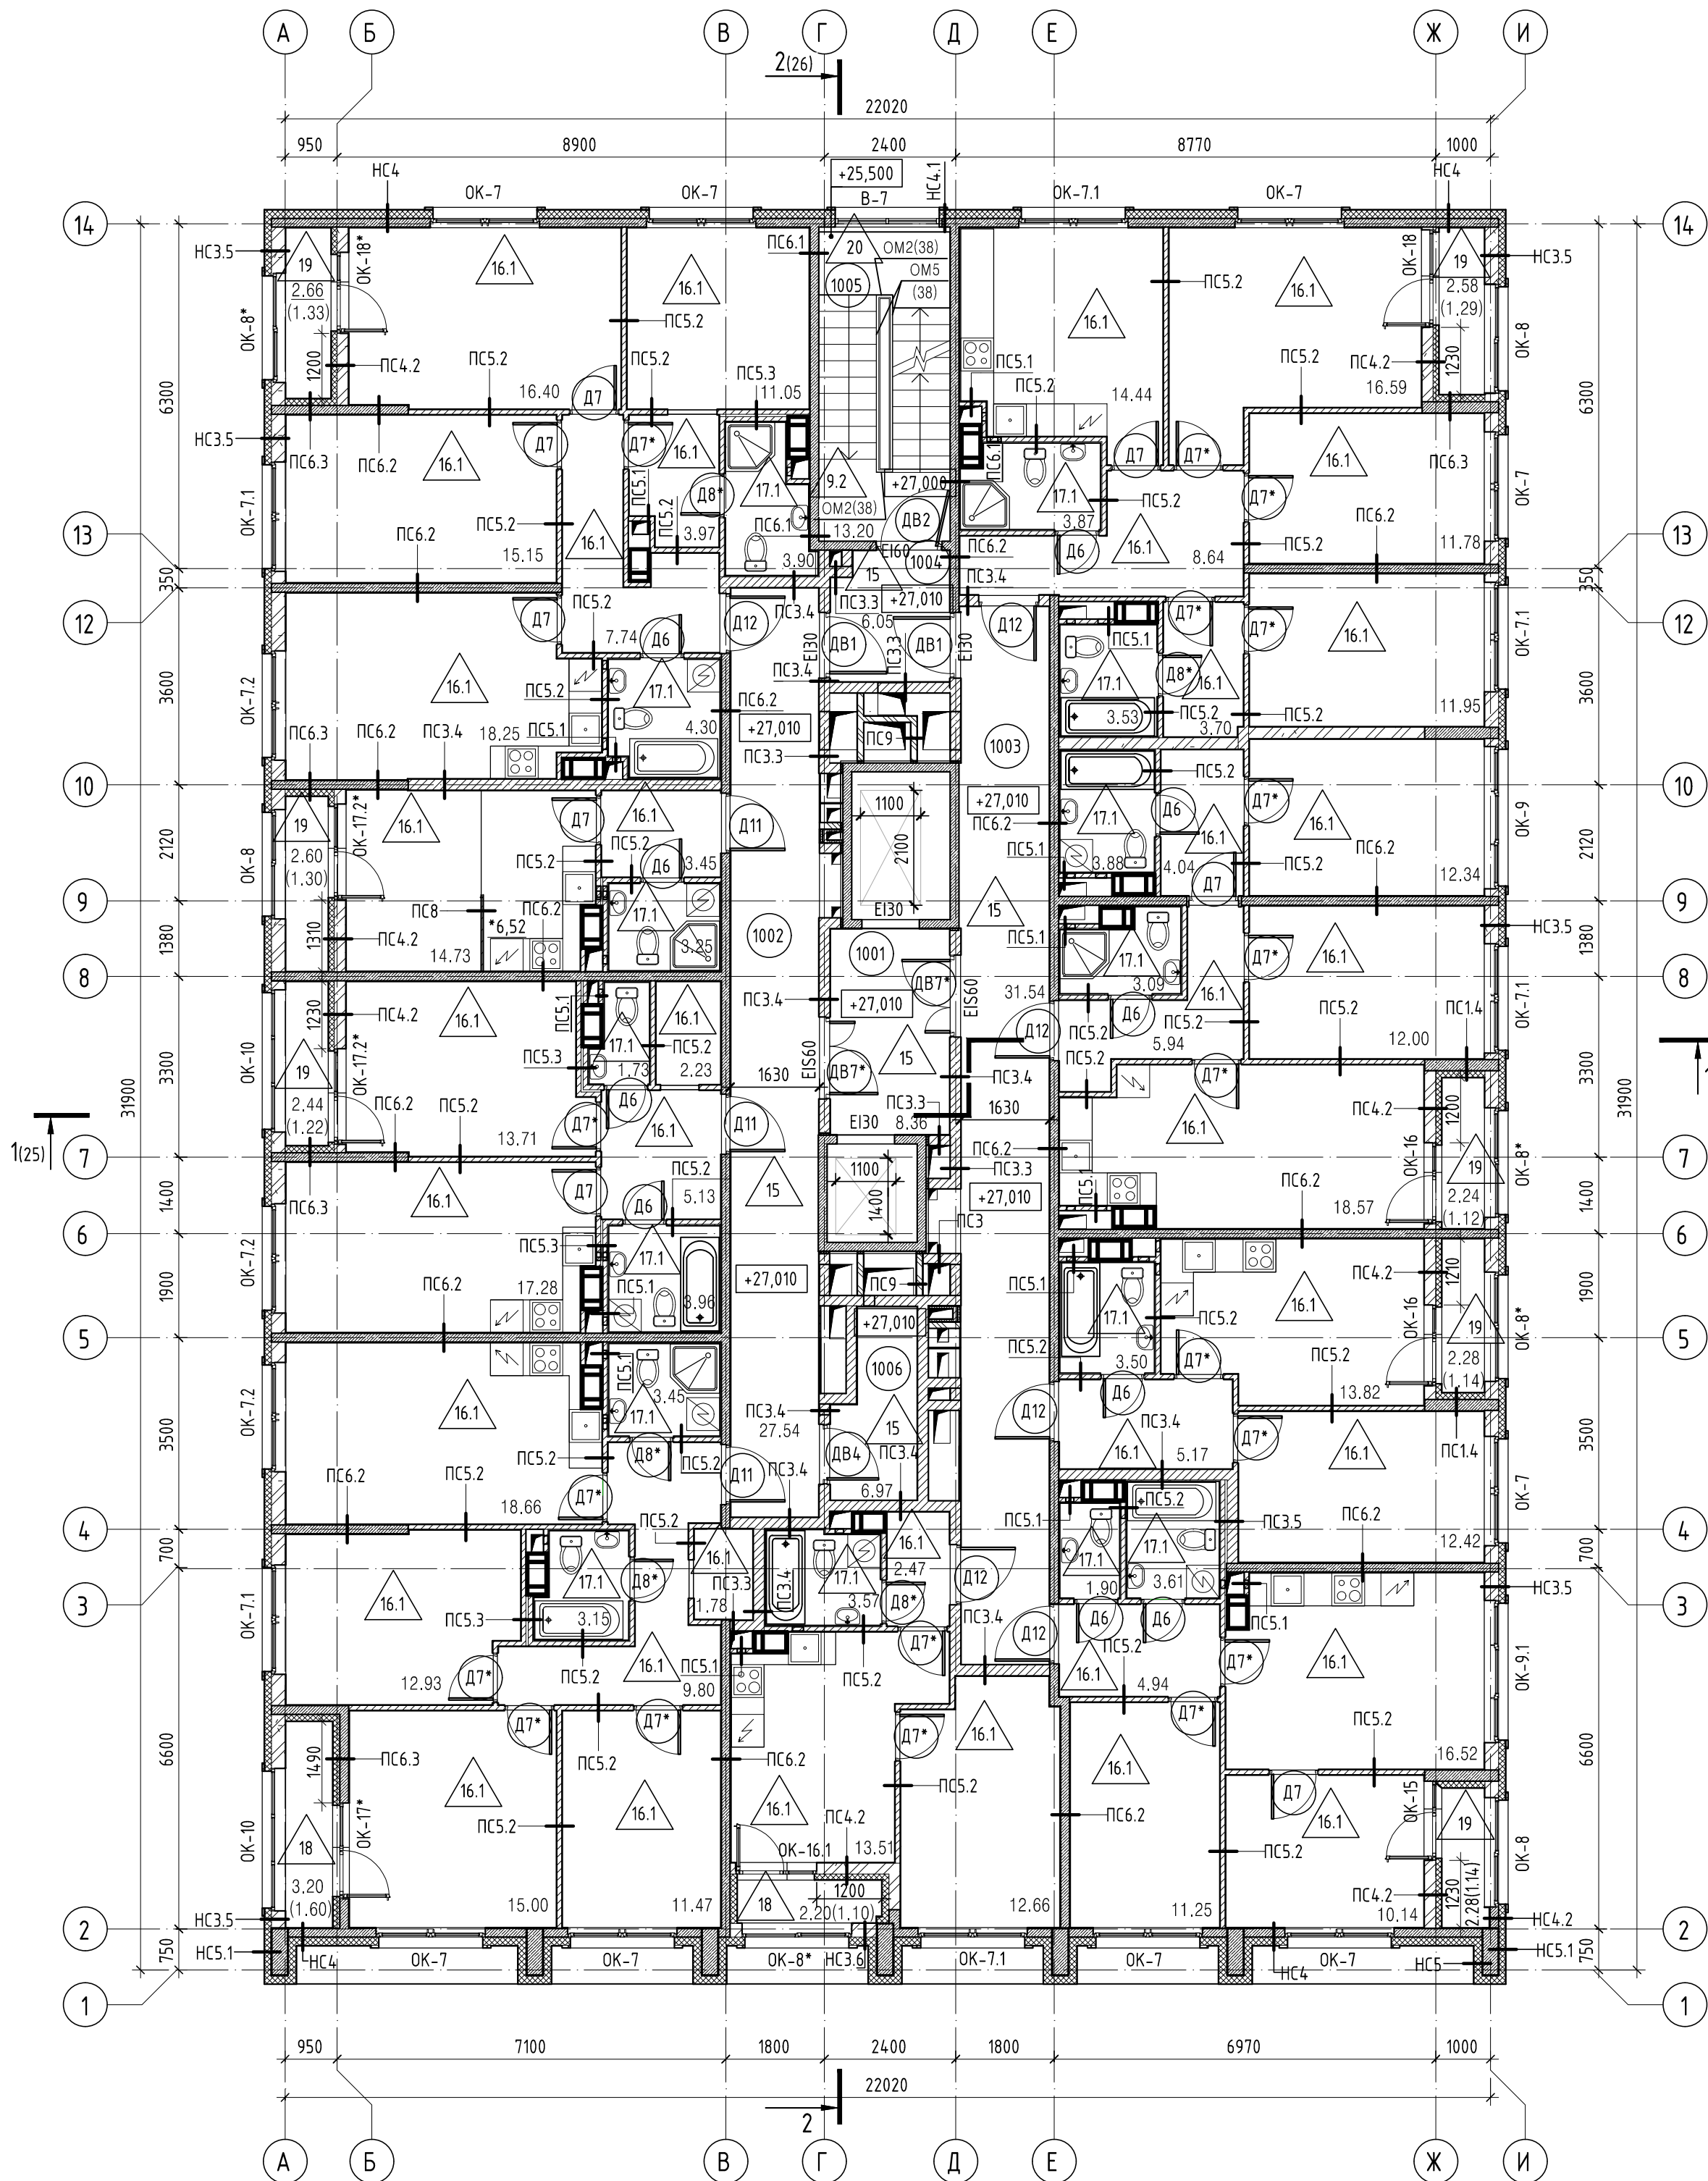 А
Б
В
Г
Д
Е
Ж
И
2(26)
22020
950
8900
2400
8770
1000
НС4
ОК-7
ОК-7
+25,500
В-7
НС4.1
ОК-7.1
ОК-7
НС4
14
14
НС3.5
19
2.66
(1.33)
1200
ОК-18*
ОК-8*
16.1
16.1
ПС6.1
20
ОМ2(38)
ОМ5
(38)
1005
16.1
ПС5.2
16.1
ОК-18
19
2.58
(1.29)
1230
НС3.5
ОК-8
ПС5.2
ПС4.2
ПС5.2
ПС5.2
ПС5.3
16.40
11.05
Д7
ПС5.1
ПС5.2
14.44
ПС5.2
ПС4.2
16.59
6300
6300
НС3.5
ПС6.3
ПС6.2
16.1
Д7
Д7*
16.1
17.1
Д8*
ПС5.1
ПС5.2
3.97
ПС6.1
3.90
9.2
ОМ2(38)
13.20
+27,000
ДВ2
EI60
ПС6.1
17.1
3.87
Д7
Д7*
ПС5.2
Д7*
16.1
ПС6.3
ОК-7
ОК-7.1
ПС6.2
ПС5.2
15.15
16.1
1004
ПС6.2
Д6
16.1
8.64
ПС5.2
ПС6.2
11.78
13
13
350
350
12
12
15
ПС3.3
+27,010
6.05
ПС3.4
ПС3.4
Д7
ПС5.2
7.74
Д6
Д12
EI30
ДВ1
ПС3.3
ДВ1
EI30
Д12
ПС5.1
Д7*
Д7*
16.1
ОК-7.1
3600
3600
ОК-7.2
16.1
ПС5.2
17.1
ПС6.2
ПС3.4
17.1
Д8*
16.1
ПС6.3
ПС6.2
ПС3.4
18.25
ПС5.1
4.30
+27,010
ПС3.3
ПС9
1003
3.53
ПС5.2
3.70
ПС5.2
11.95
10
10
ОК-8
19
2.60
(1.30)
ОК-17.2*
16.1
Д7
16.1
Д11
1100
2100
+27,010
ПС6.2
ПС5.2
17.1
Д6
16.1
Д7*
16.1
ОК-9
2120
2120
ПС5.2
ПС5.2
Д6
3.45
ПС5.1
3.88
4.04
ПС5.2
Д7
ПС6.2
12.34
9
9
1310
ПС4.2
ПС8
*6,52
ПС6.2
14.73
17.1
3.25
1002
EI30
15
1001
ПС5.1
17.1
3.09
Д7*
16.1
НС3.5
1380
1380
8
8
1230
ПС4.2
16.1
ПС5.1
17.1
16.1
ПС3.4
+27,010
ДВ7*
EIS60
31.54
Д12
ПС5.2
Д6
16.1
ПС5.2
5.94
ПС5.2
12.00
ПС1.4
ОК-7.1
ОК-10
ОК-17.2*
19
2.44
(1.22)
ПС5.3
1.73
ПС5.2
2.23
1630
EIS60
ДВ7*
15
ПС3.4
ПС5.2
Д7*
3300
3300
31900
31900
1(25)
ПС6.2
ПС5.2
13.71
Д7*
Д6
16.1
Д11
EI30
ПС3.3
8.36
1630
16.1
ПС4.2
1200
7
7
ПС6.3
16.1
Д7
ПС5.2
5.13
15
1100
1400
ПС6.2
ПС3.3
+27,010
ПС5.1
ПС6.2
18.57
ОК-16
19
2.24
(1.12)
ОК-8*
1400
1400
6
6
ОК-7.2
ПС5.3
Д6
17.1
ПС3
ПС5.1
17.1
ПС5.2
16.1
ПС4.2
1210
1900
1900
ПС6.2
17.28
ПС5.1
3.96
+27,010
ПС9
+27,010
ОК-16
19
2.28
(1.14)
ОК-8*
5
5
ОК-7.2
16.1
ПС5.1
3.45
17.1
1006
ПС5.2
3.50
Д7*
Д6
ПС5.2
13.82
3500
3500
ПС6.2
ПС5.2
18.66
ПС5.2
Д8*
ПС5.2
Д7*
Д11
ПС3.4
27.54
ПС3.4
15
ДВ4
ПС3.4
6.97
Д12
ПС3.4
16.1
5.17
Д7*
16.1
ПС1.4
ОК-7
4
4
700
700
3
3
ОК-7.1
16.1
ПС5.3
17.1
3.15
Д8*
ПС5.2
16.1
ПС3.3
1.78
ПС3.4
17.1
3.57
16.1
2.47
Д8*
Д12
ПС5.1
17.1
1.90
ПС5.2
17.1
3.61
ПС3.5
ПС6.2
12.42
НС3.5
12.93
Д7*
ПС5.2
16.1
9.80
ПС5.1
ПС5.2
Д7*
ПС3.4
Д12
Д6
Д6
ПС5.2
16.1
4.94
ПС5.1
Д7*
16.1
ОК-9.1
6600
6600
1490
ПС6.3
16.1
Д7*
ПС5.2
Д7*
16.1
ПС6.2
Д7*
16.1
ПС5.2
16.1
Д7*
ПС5.2
16.52
ОК-10
ОК-17*
18
3.20
(1.60)
ПС5.2
16.1
ПС4.2
ОК-16.1
13.51
ПС6.2
ПС5.2
Д7
16.1
ОК-15
19
ОК-8
НС3.5
15.00
11.47
18
1200
2.20(1.10)
12.66
11.25
ПС4.2
10.14
1230
2.28(1.14)
НС4.2
2
2
НС5.1
НС4
ОК-7
ОК-7
ОК-8*
НС3.6
ОК-7.1
ОК-7
НС4
ОК-7
НС5
НС5.1
750
750
1
1
950
7100
1800
2400
1800
6970
1000
22020
2
А
Б
В
Г
Д
Е
Ж
И